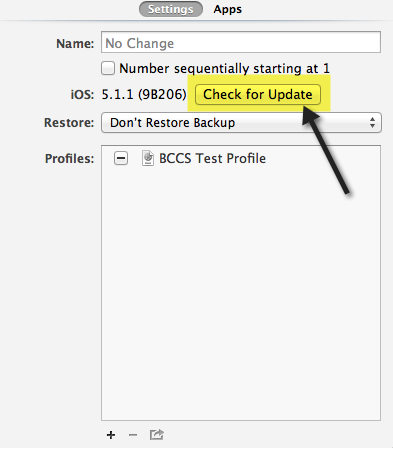 Settings Apps
Name: No Change
Number sequentially starting at 1
iOS: 5.1.1 (9B206) Check for Update
Restore: Don't Restore Backup
Profiles: BCCS Test Profile